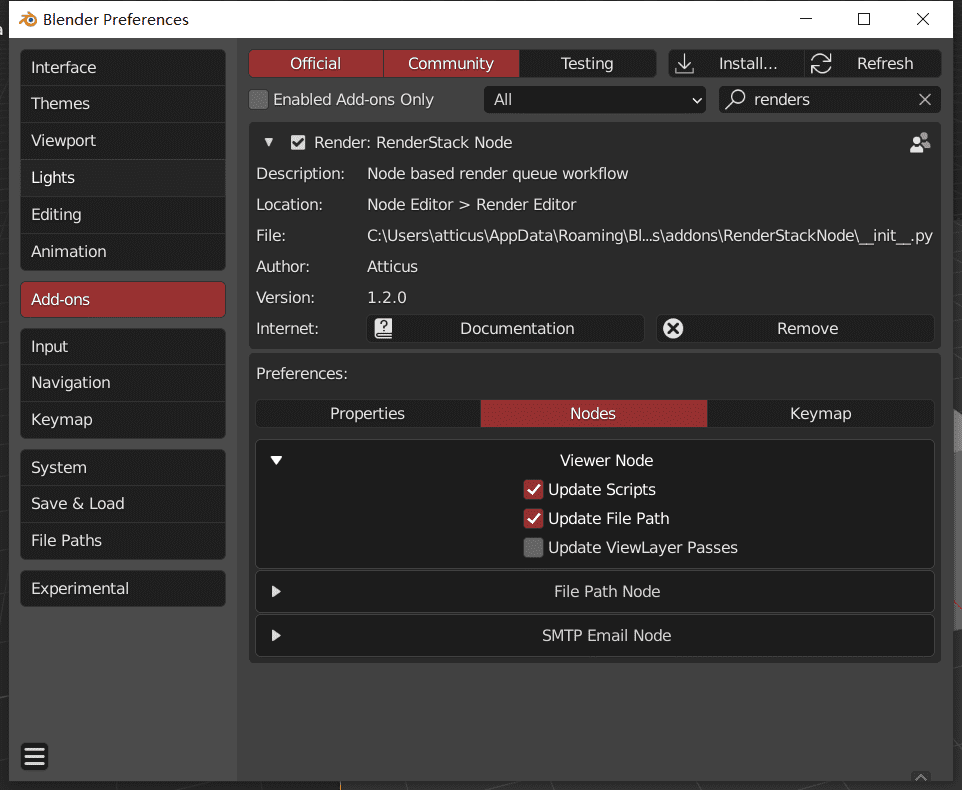 Blender Preferences
Interface
Themes
Viewport
Lights
Editing
Animation
Add-ons
Input
Navigation
Keymap
System
Save & Load
File Paths
Experimental
Official Community Testing Install... Refresh
Enabled Add-ons Only All renders
Render: RenderStack Node
Description: Node based render queue workflow
Location: Node Editor > Render Editor
File: C:\Users\atticus\AppData\Roaming\Bl...s\addons\RenderStackNode\__init__.py
Author: Atticus
Version: 1.2.0
Internet: Documentation Remove
Preferences:
Properties Nodes Keymap
Viewer Node
Update Scripts
Update File Path
Update ViewLayer Passes
File Path Node
SMTP Email Node